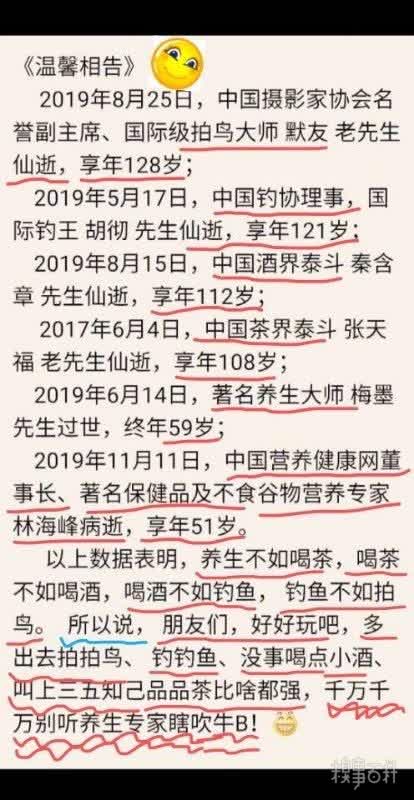 《温馨相告》
2019年8月25日，中国摄影家协会名
誉副主席、国际级拍鸟大师 默友 老先生
仙逝，享年128岁；
2019年5月17日，中国钓协理事，国
际钓王 胡彻 先生仙逝，享年121岁；
2019年8月15日，中国酒界泰斗 秦含
章 先生仙逝，享年112岁；
2017年6月4日，中国茶界泰斗 张天
福 老先生仙逝，享年108岁；
2019年6月14日，著名养生大师 梅墨
先生过世，终年59岁；
2019年11月11日，中国营养健康网董
事长、著名保健品及不食谷物营养专家
林海峰病逝，享年51岁。
以上数据表明，养生不如喝茶，喝茶
不如喝酒，喝酒不如钓鱼， 钓鱼不如拍
鸟。 所以说，朋友们，好好玩吧，多
出去拍拍鸟、 钓钓鱼、没事喝点小酒、
叫上三五知己品品茶比啥都强，千万千
万别听养生专家瞎吹牛B！